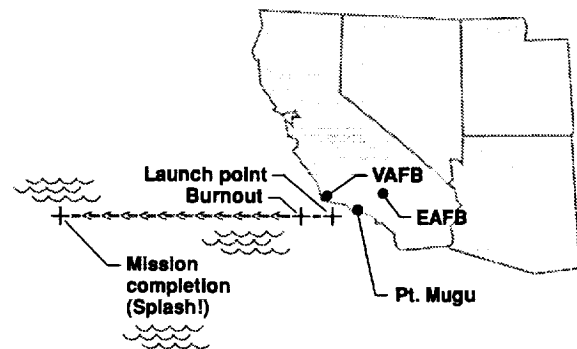 VAFB
Launch point
Burnout
EAFB
Mission
completion
(Splash!)
Pt. Mugu